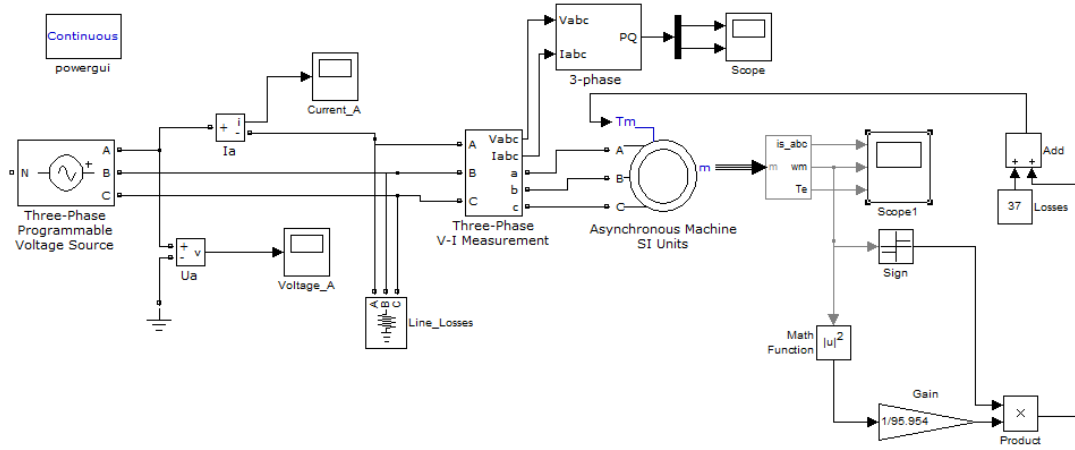 Continuous
powergui
Current_A
i
+
-
Ia
N
+
A
B
C
Three-Phase
Programmable
Voltage Source
+
-
v
Ua
Voltage_A
A B C
Line_Losses
Vabc
Iabc
PQ
3-phase
Scope
A
B
C
Vabc
Iabc
a
b
c
Three-Phase
V-I Measurement
Tm
A
B
C
m
Asynchronous Machine
SI Units
m
is_abc
wm
Te
Scope1
Add
+ +
37
Losses
Sign
Math
Function
|u|2
Gain
1/95.954
×
Product